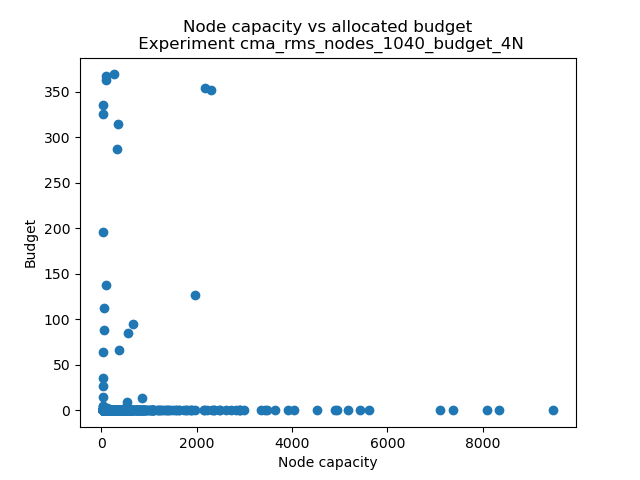 Node capacity vs allocated budget
Experiment cma_rms_nodes_1040_budget_4N
350
300
250
200
150
100
50
0
Budget
0 2000 4000 6000 8000
Node capacity